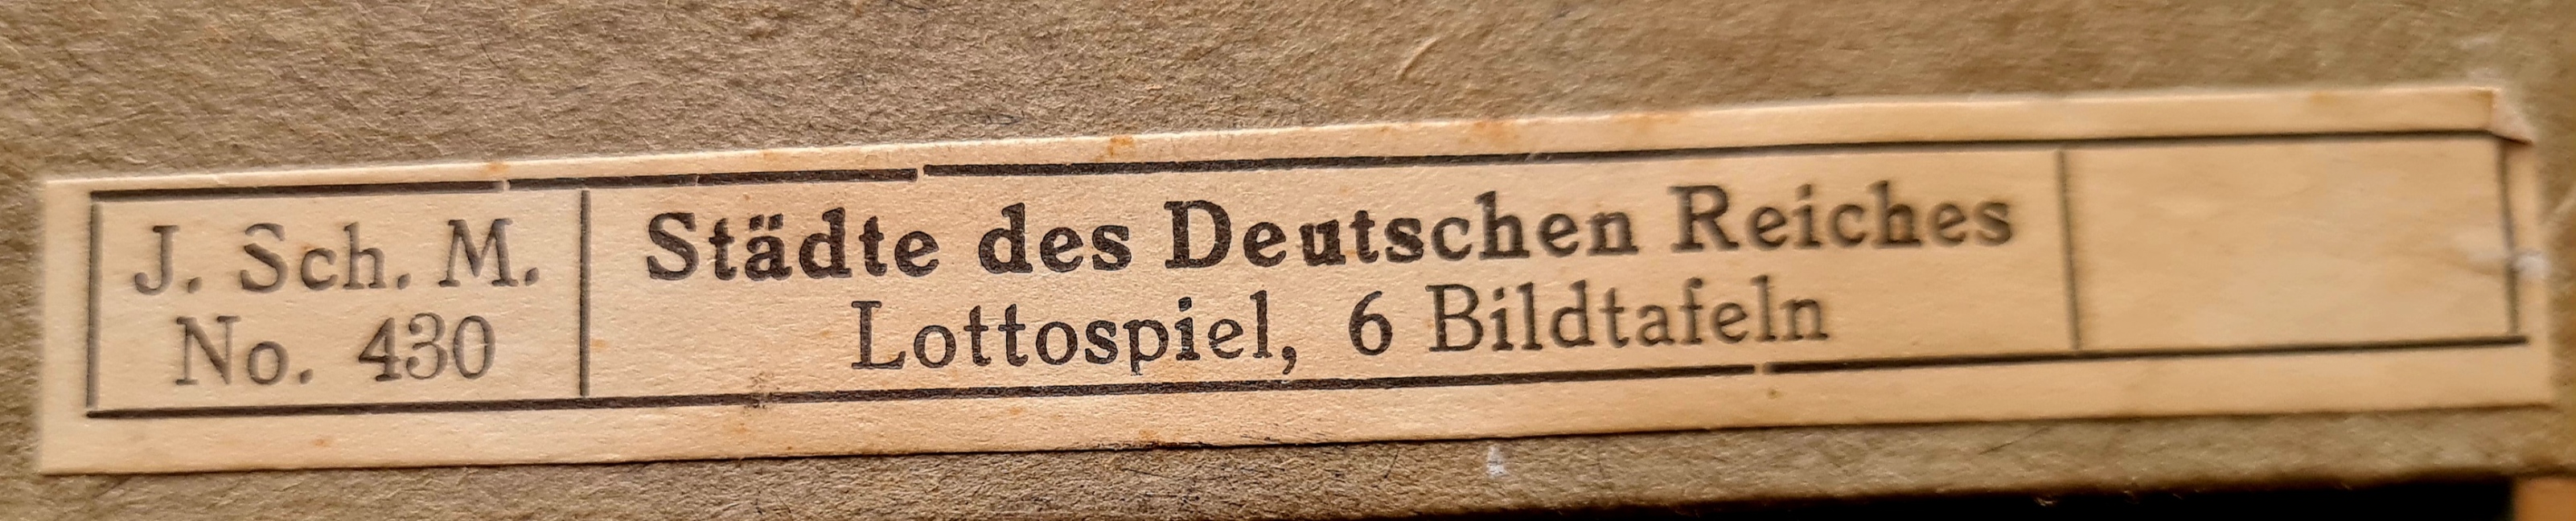 J. Sch. M.
No. 430
Städte des Deutschen Reiches
Lottospiel, 6 Bildtafeln